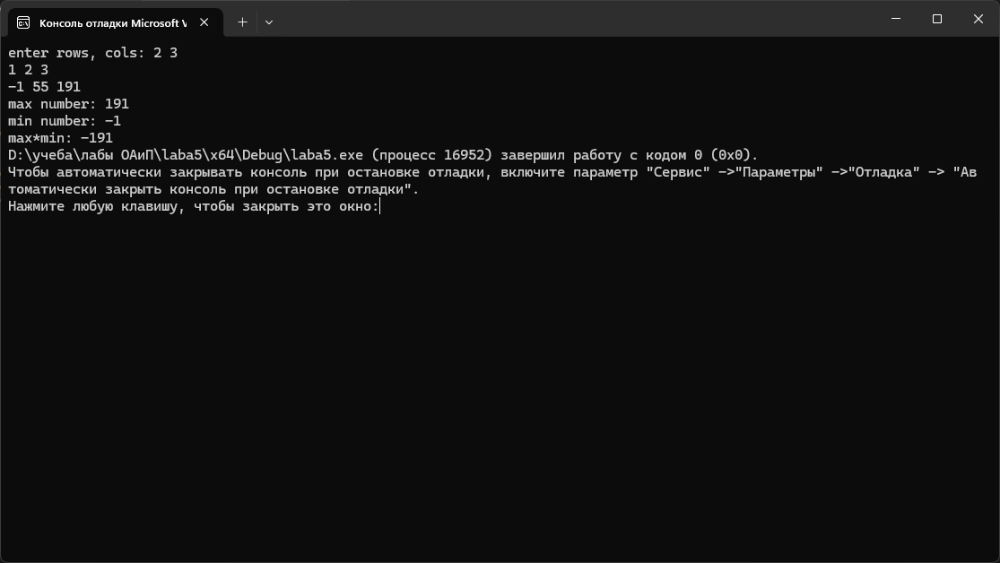 Консоль отладки Microsoft V
enter rows, cols: 2 3
1 2 3
-1 55 191
max number: 191
min number: -1
max*min: -191
D:\учеба\лабы ОАиП\laba5\x64\Debug\laba5.exe (процесс 16952) завершил работу с кодом 0 (0x0).
Чтобы автоматически закрывать консоль при остановке отладки, включите параметр "Сервис" ->"Параметры" ->"Отладка" -> "Ав
томатически закрыть консоль при остановке отладки".
Нажмите любую клавишу, чтобы закрыть это окно: